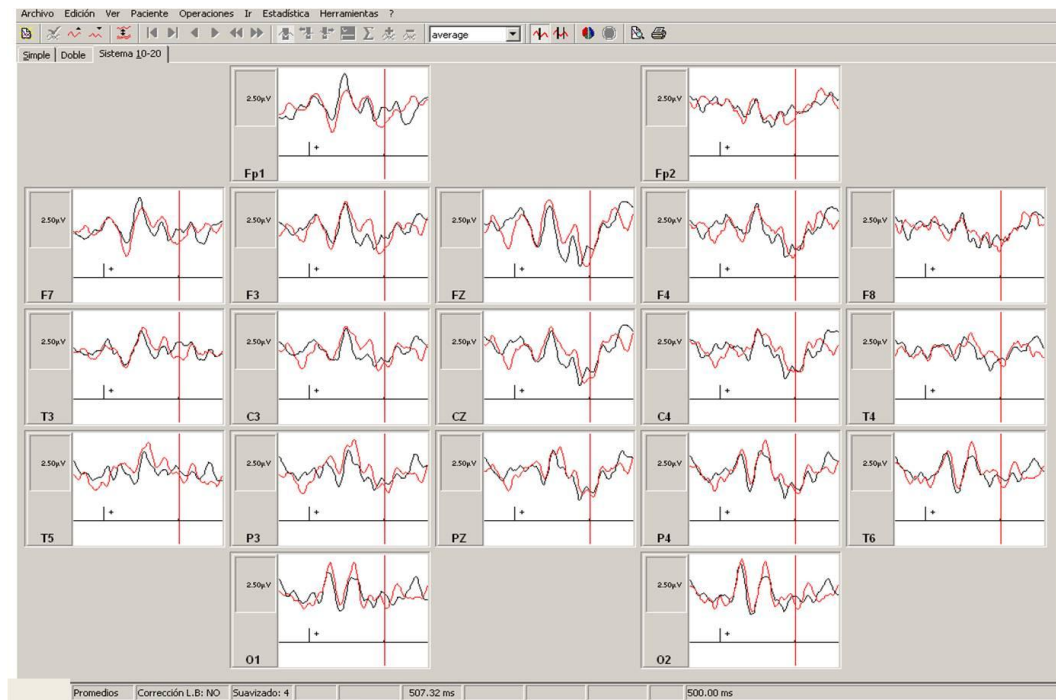 Archivo Edición Ver Paciente Operaciones Ir Estadística Herramientas ?
average
Simple Doble Sistema 10-20
2.50µV
+
Fp1
2.50µV
+
Fp2
2.50µV
+
F7
2.50µV
+
F3
2.50µV
+
FZ
2.50µV
+
F4
2.50µV
+
F8
2.50µV
+
T3
2.50µV
+
C3
2.50µV
+
CZ
2.50µV
+
C4
2.50µV
+
T4
2.50µV
+
T5
2.50µV
+
P3
2.50µV
+
PZ
2.50µV
+
P4
2.50µV
+
T6
2.50µV
+
O1
2.50µV
+
O2
Promedios Corrección L.B: NO Suavizado: 4 507.32 ms 500.00 ms